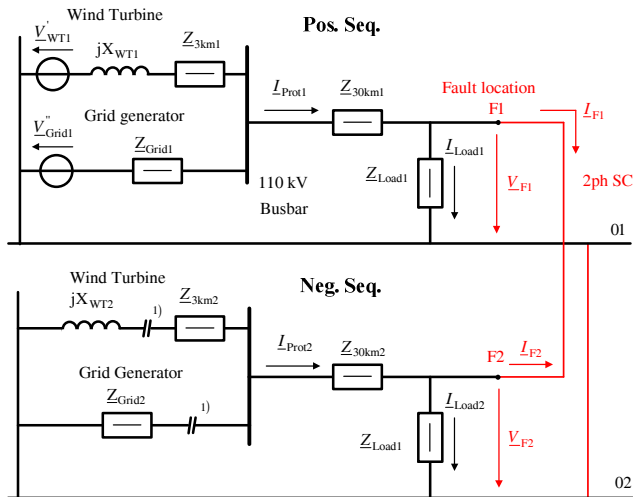 Wind Turbine
Pos. Seq.
V'WT1
jXWT1
Z3km1
IProt1
Z30km1
Fault location
F1
IF1
Grid generator
V"Grid1
ZGrid1
ILoad1
110 kV
Busbar
ZLoad1
VF1
2ph SC
01
Wind Turbine
Neg. Seq.
jXWT2
1)
Z3km2
IProt2
Z30km2
F2
IF2
Grid Generator
ZGrid2
1)
ILoad2
ZLoad1
VF2
02